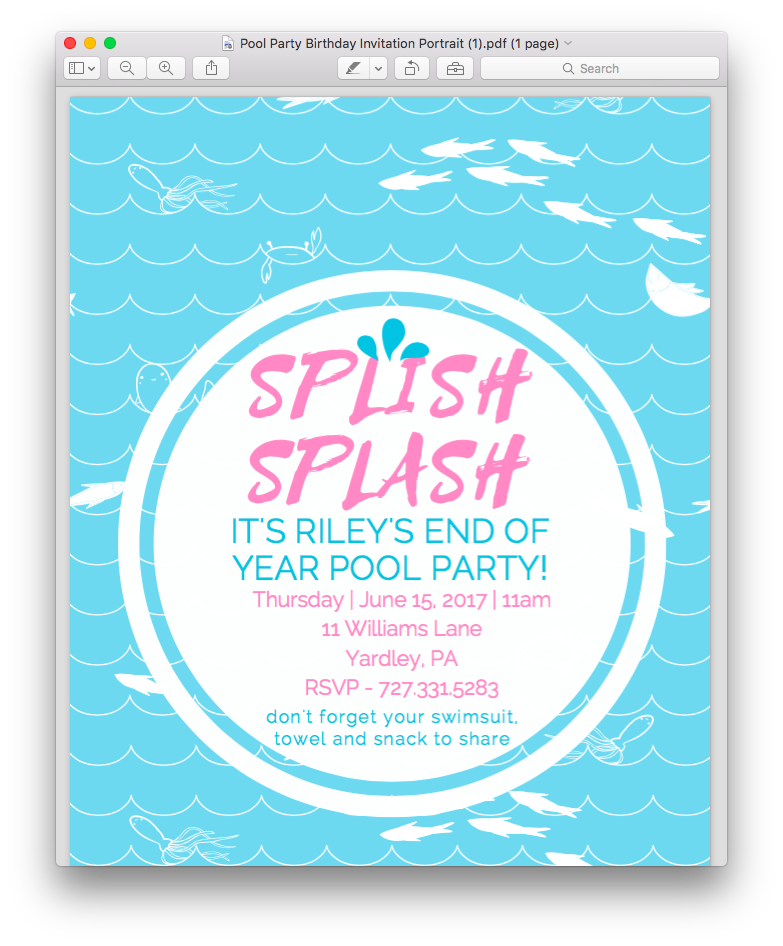 Pool Party Birthday Invitation Portrait (1).pdf (1 page)
Search
SPLISH
SPLASH
IT'S RILEY'S END OF
YEAR POOL PARTY!
Thursday | June 15, 2017 | 11am
11 Williams Lane
Yardley, PA
RSVP - 727.331.5283
don't forget your swimsuit,
towel and snack to share